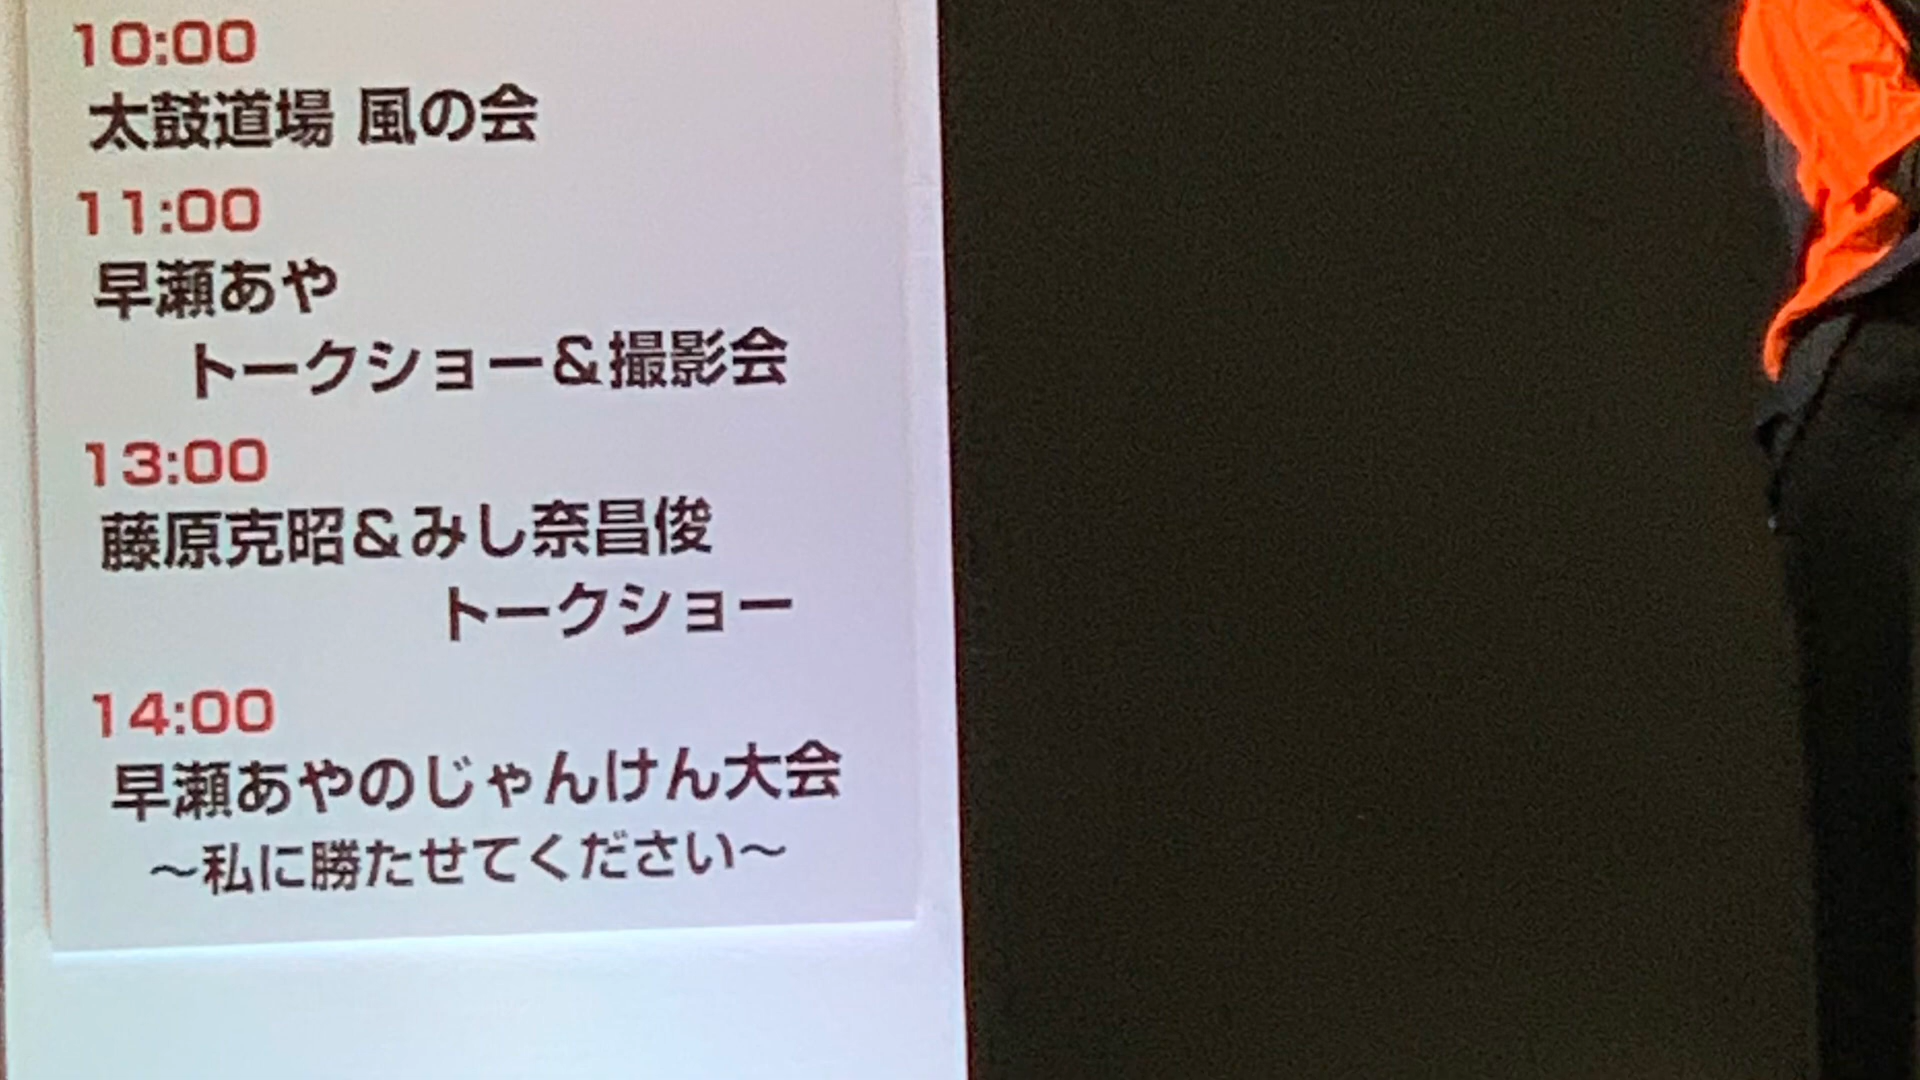 10:00
太鼓道場 風の会
11:00
早瀬あや
トークショー&撮影会
13:00
藤原克昭&みし奈昌俊
トークショー
14:00
早瀬あやのじゃんけん大会
～私に勝たせてください～